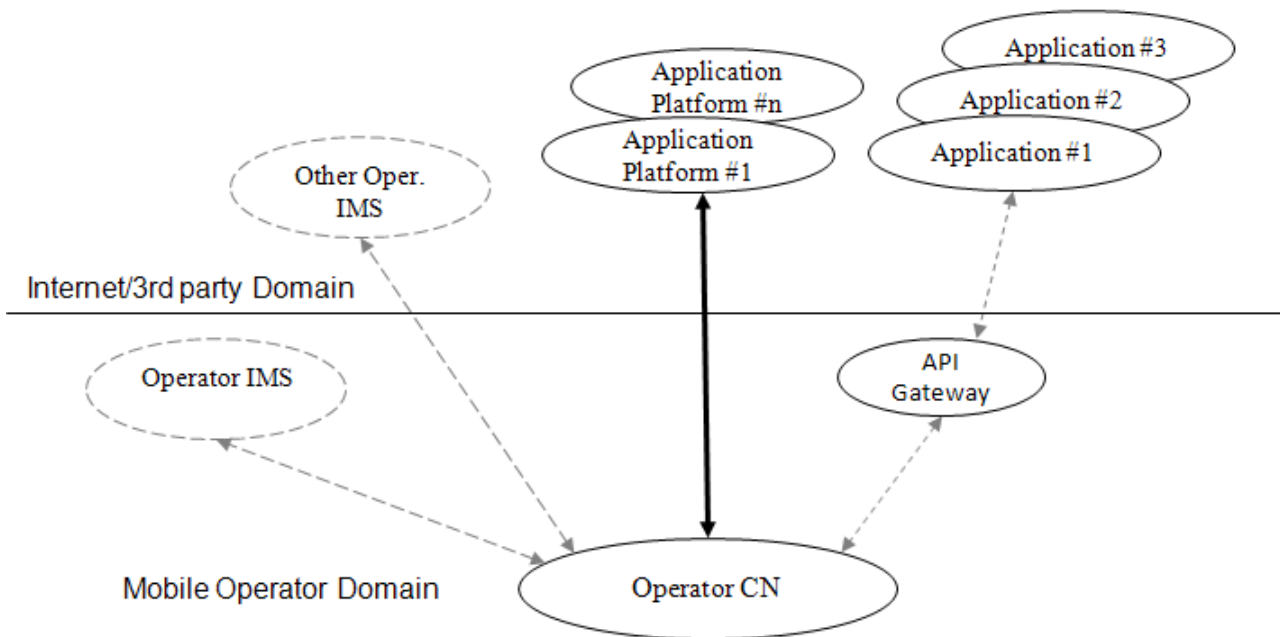 Application #3
Application
Platform #n
Application #2
Application
Platform #1
Application #1
Other Oper.
IMS
Internet/3rd party Domain
Operator IMS
API
Gateway
Mobile Operator Domain
Operator CN